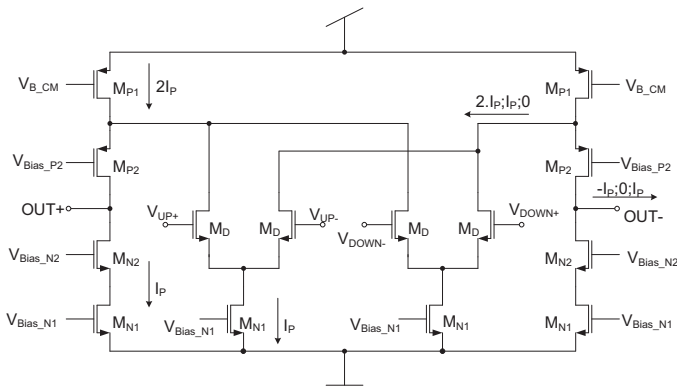 V_B_CM M_P1 2I_P 2.I_P;I_P;0 M_P1 V_B_CM
V_Bias_P2 M_P2 M_P2 V_Bias_P2
-I_P;0;I_P
OUT+ V_UP+ M_D M_D V_UP- V_DOWN- M_D M_D V_DOWN+ OUT-
V_Bias_N2 M_N2 M_N2 V_Bias_N2
I_P
V_Bias_N1 M_N1 V_Bias_N1 M_N1 I_P V_Bias_N1 M_N1 M_N1 V_Bias_N1